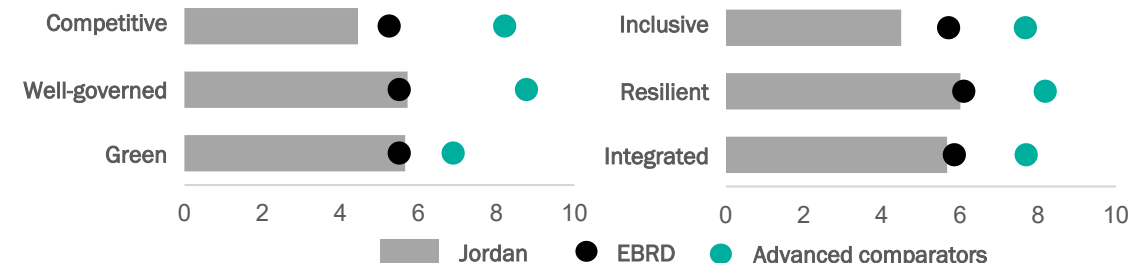 Competitive
Well-governed
Green
0 2 4 6 8 10
Inclusive
Resilient
Integrated
0 2 4 6 8 10
Jordan EBRD Advanced comparators